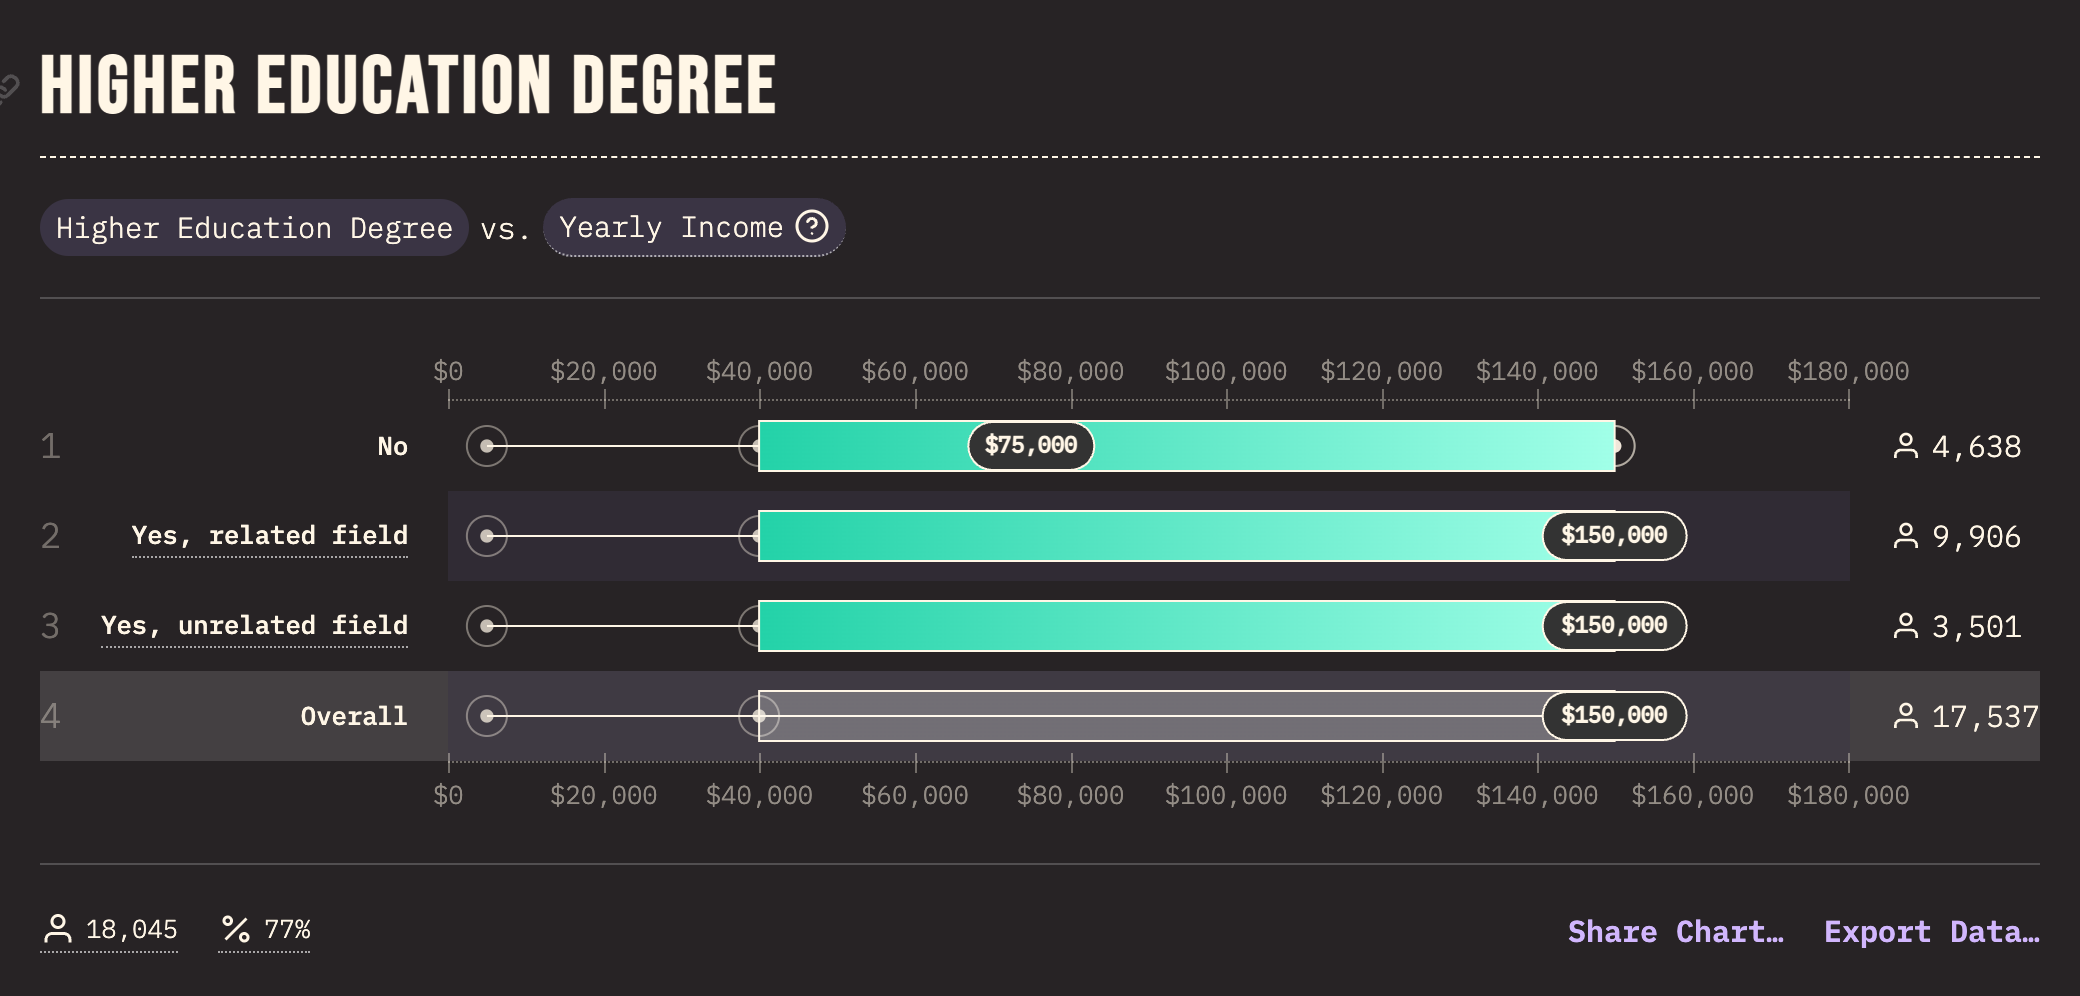 HIGHER EDUCATION DEGREE
Higher Education Degree vs. Yearly Income ?
$0 $20,000 $40,000 $60,000 $80,000 $100,000 $120,000 $140,000 $160,000 $180,000
1 No $75,000 4,638
2 Yes, related field $150,000 9,906
3 Yes, unrelated field $150,000 3,501
4 Overall $150,000 17,537
$0 $20,000 $40,000 $60,000 $80,000 $100,000 $120,000 $140,000 $160,000 $180,000
18,045 % 77% Share Chart… Export Data…